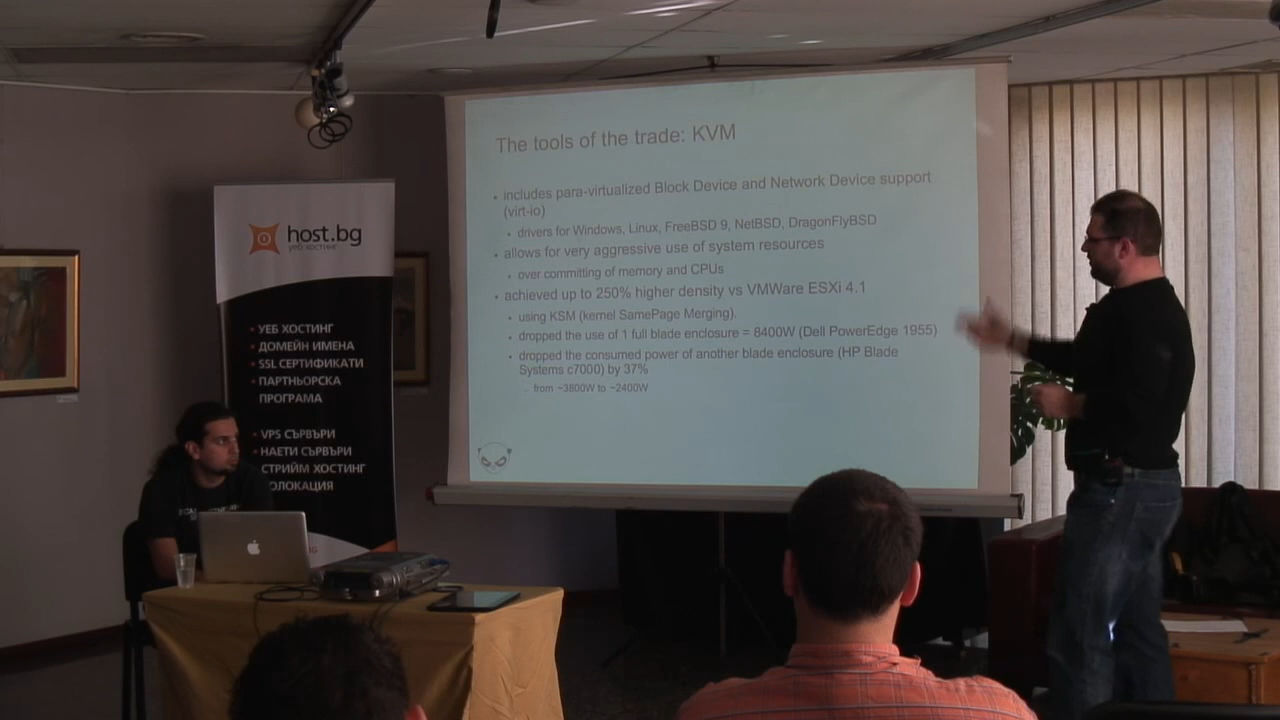 The tools of the trade: KVM
includes para-virtualized Block Device and Network Device support
(virt-io)
drivers for Windows, Linux, FreeBSD 9, NetBSD, DragonFlyBSD
allows for very aggressive use of system resources
over committing of memory and CPUs
achieved up to 250% higher density vs VMWare ESXi 4.1
using KSM (kernel SamePage Merging).
dropped the use of 1 full blade enclosure = 8400W (Dell PowerEdge 1955)
dropped the consumed power of another blade enclosure (HP Blade
Systems c7000) by 37%
from ~3800W to ~2400W
host.bg
уеб хостинг
УЕБ ХОСТИНГ
ДОМЕЙН ИМЕНА
SSL СЕРТИФИКАТИ
ПАРТНЬОРСКА
ПРОГРАМА
VPS СЪРВЪРИ
НАЕТИ СЪРВЪРИ
СТРИЙМ ХОСТИНГ
ОЛОКАЦИЯ